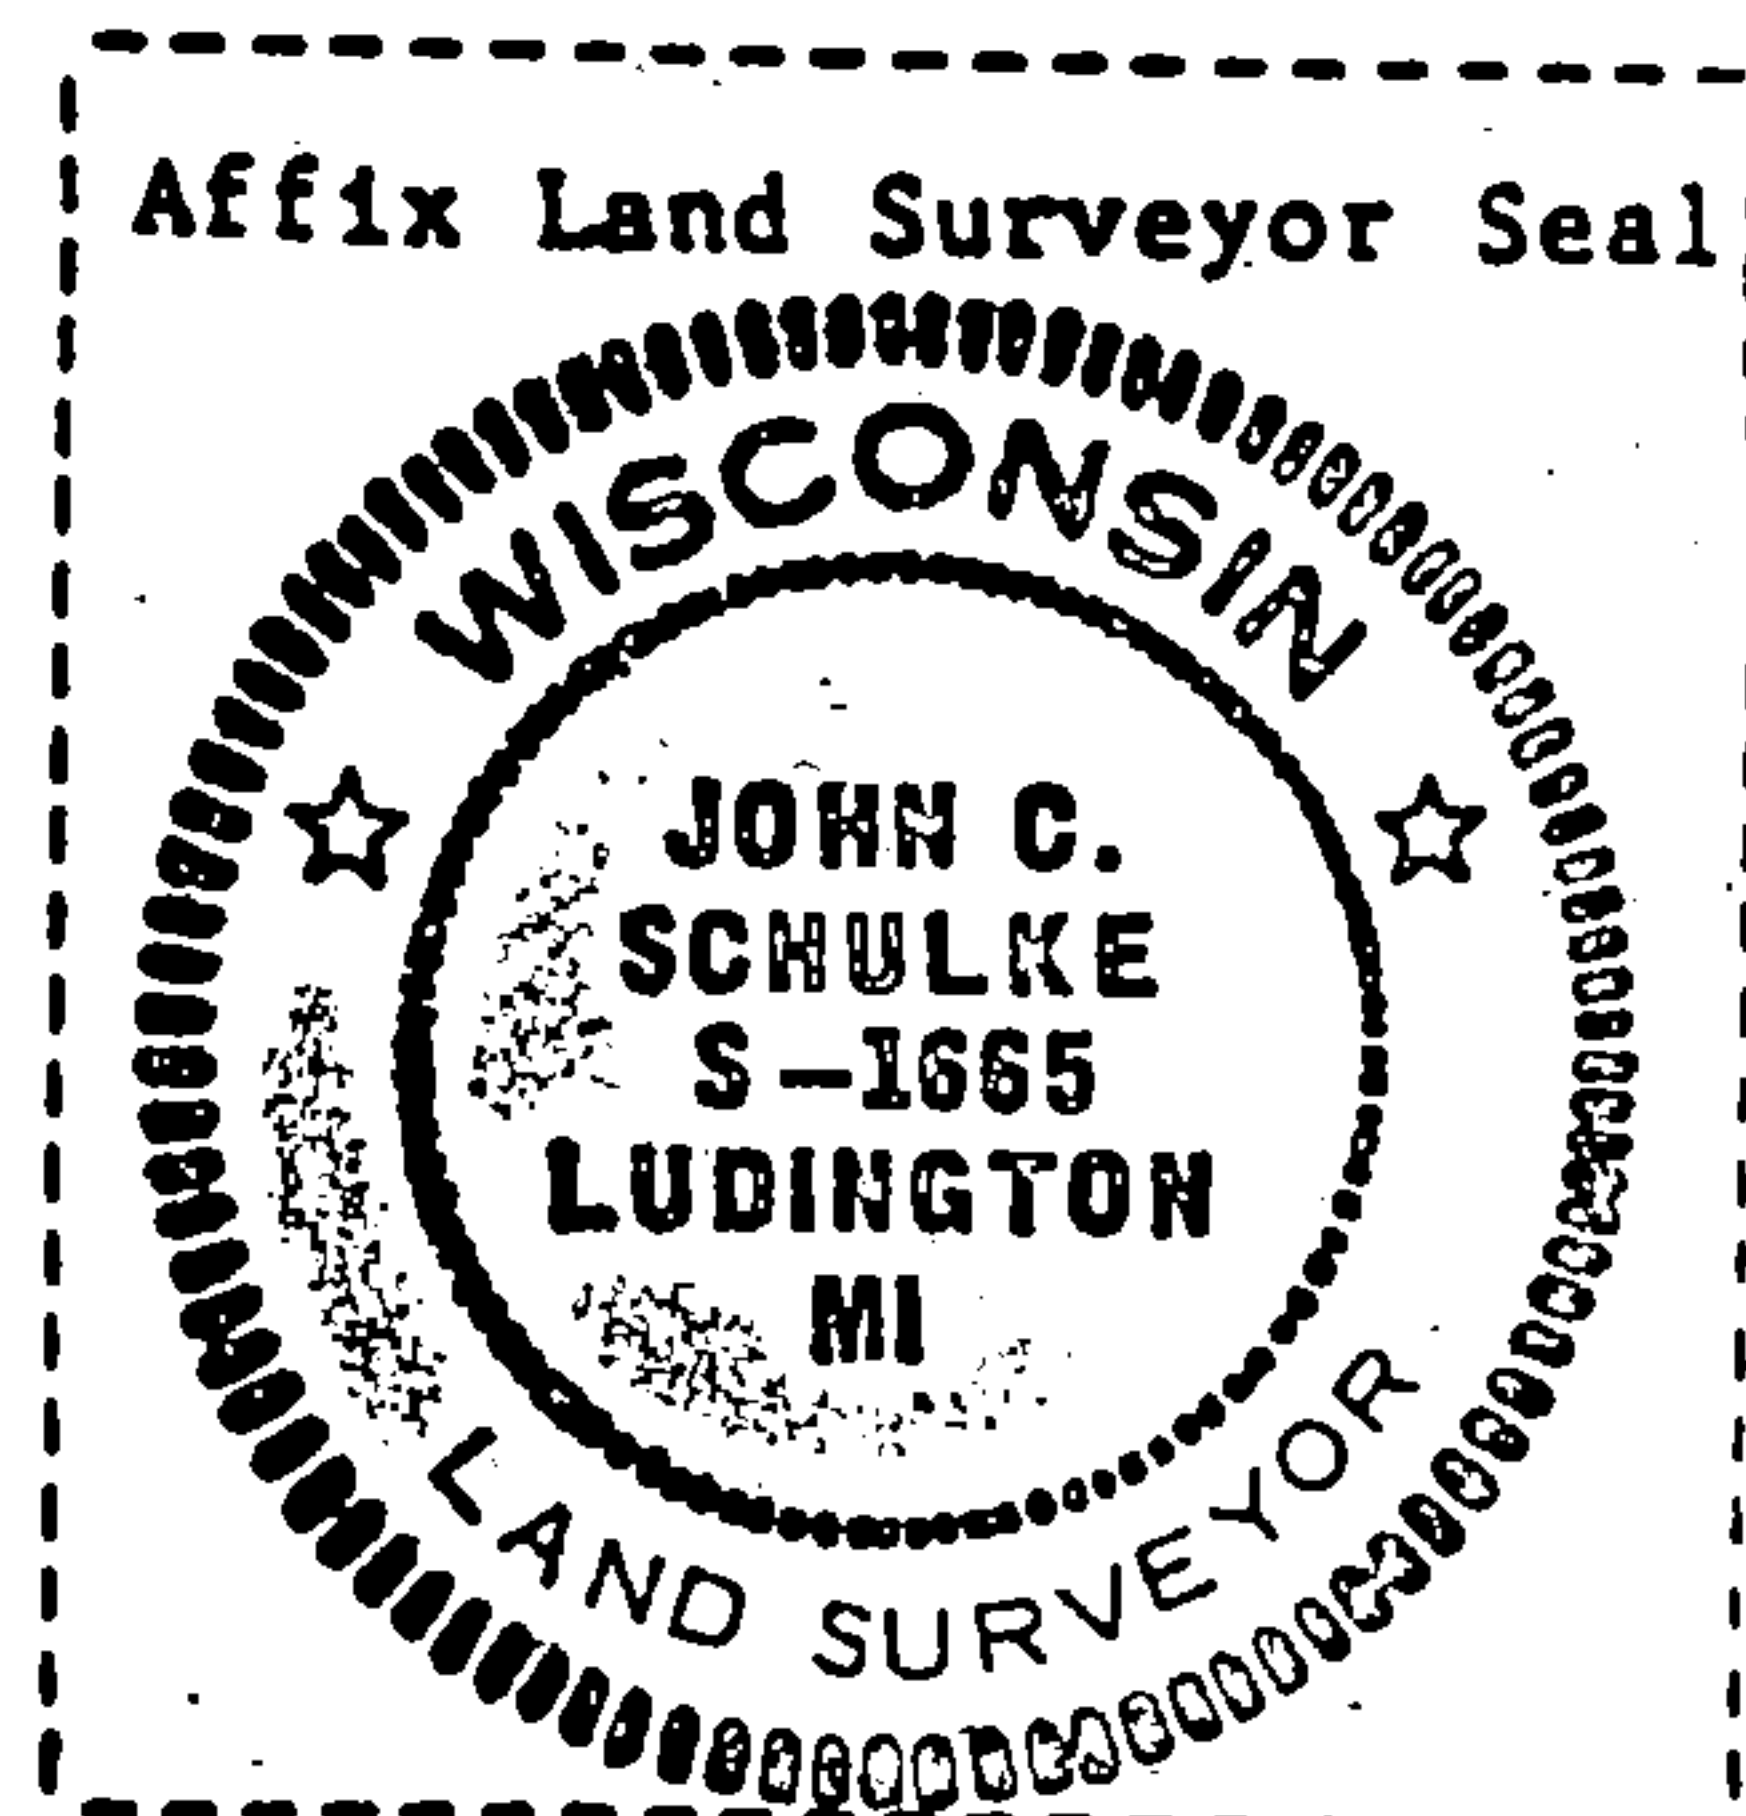 Affix Land Surveyor Seal
WISCONSIN
JOHN C.
SCHULKE
S-1665
LUDINGTON
MI
LAND SURVEYOR